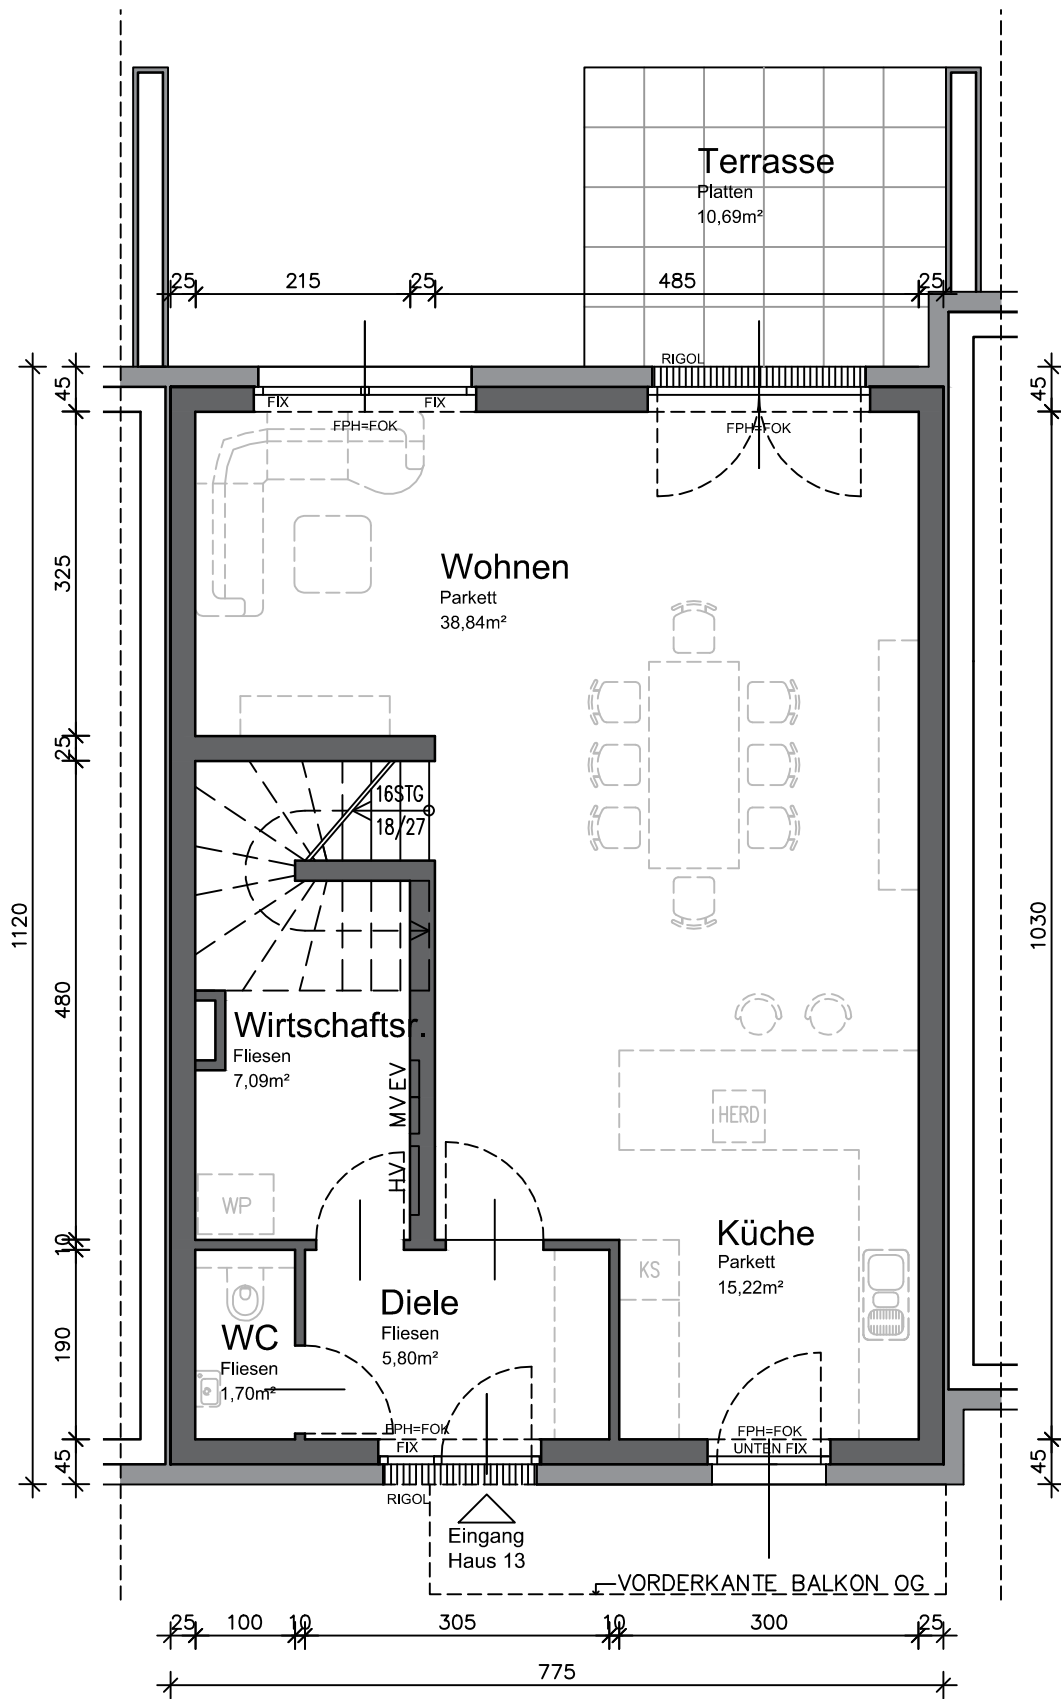 Terrasse
Platten
10,69m²
25
215
25
485
25
RIGOL
45
45
FIX
FIX
FPH=FOK
FPH=FOK
325
Wohnen
Parkett
38,84m²
25
16STG
18/27
1120
1030
480
Wirtschaftsr.
Fliesen
7,09m²
EV
MV
HV
HERD
WP
Küche
Parkett
15,22m²
KS
10
Diele
Fliesen
5,80m²
WC
Fliesen
1,70m²
190
FPH=FOK
FIX
FPH=FOK
UNTEN FIX
45
45
RIGOL
Eingang
Haus 13
VORDERKANTE BALKON OG
25
100
10
305
10
300
25
775